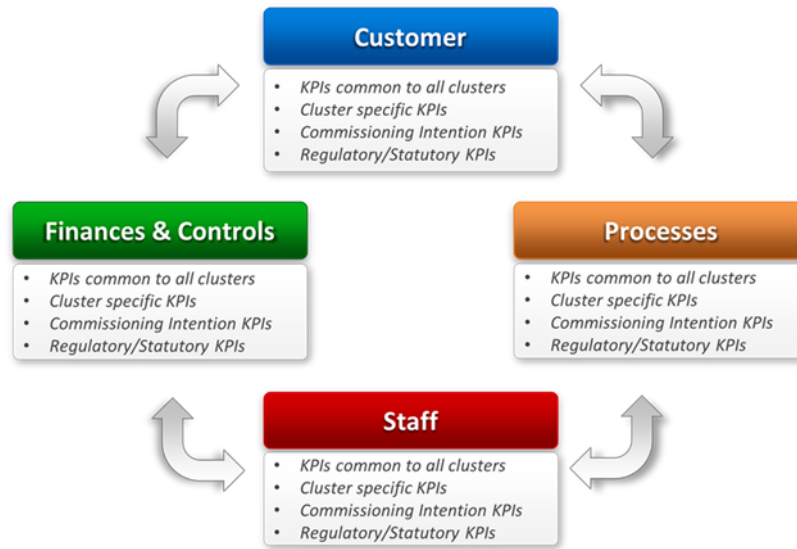 Customer
• KPIs common to all clusters
• Cluster specific KPIs
• Commissioning Intention KPIs
• Regulatory/Statutory KPIs
Finances & Controls
• KPIs common to all clusters
• Cluster specific KPIs
• Commissioning Intention KPIs
• Regulatory/Statutory KPIs
Processes
• KPIs common to all clusters
• Cluster specific KPIs
• Commissioning Intention KPIs
• Regulatory/Statutory KPIs
Staff
• KPIs common to all clusters
• Cluster specific KPIs
• Commissioning Intention KPIs
• Regulatory/Statutory KPIs